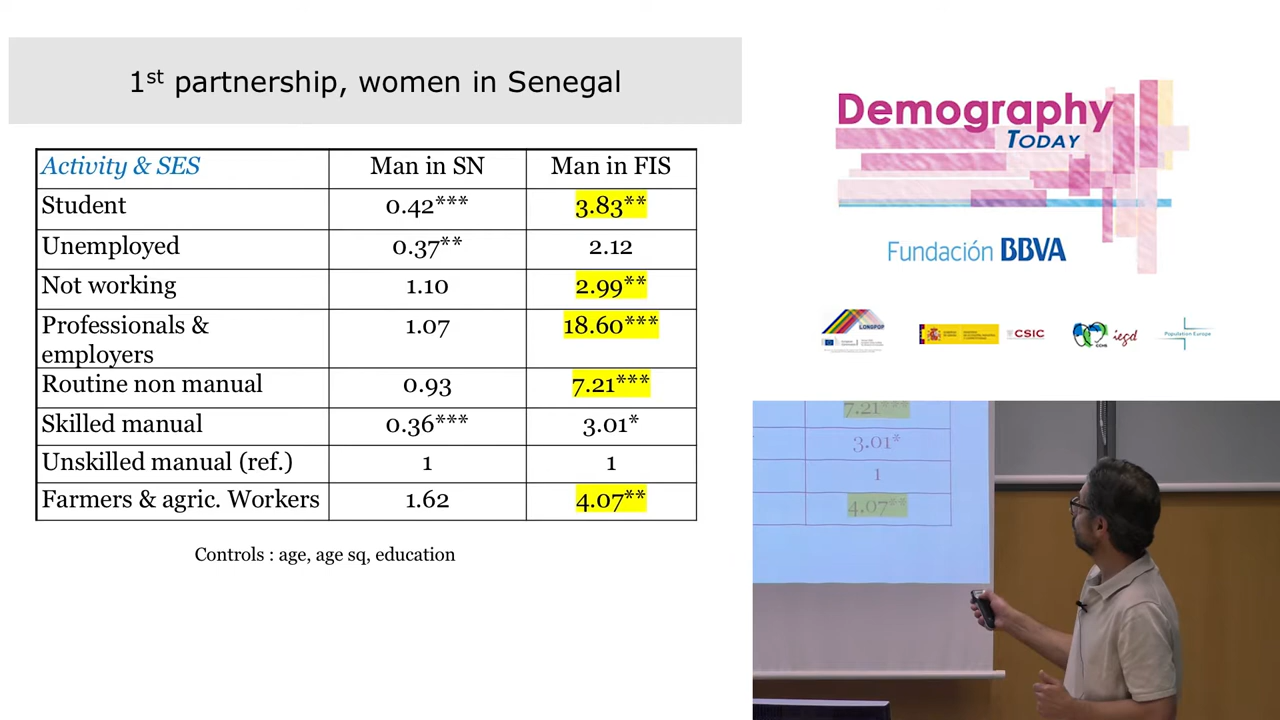 1st partnership, women in Senegal
Activity & SES Man in SN Man in FIS
Student 0.42*** 3.83**
Unemployed 0.37** 2.12
Not working 1.10 2.99**
Professionals &
employers 1.07 18.60***
Routine non manual 0.93 7.21***
Skilled manual 0.36*** 3.01*
Unskilled manual (ref.) 1 1
Farmers & agric. Workers 1.62 4.07**
Controls : age, age sq, education
Demography
TODAY
Fundación BBVA
LONGPOP
CSIC
iegd
Population Europe
7.21***
3.01*
1
4.07**